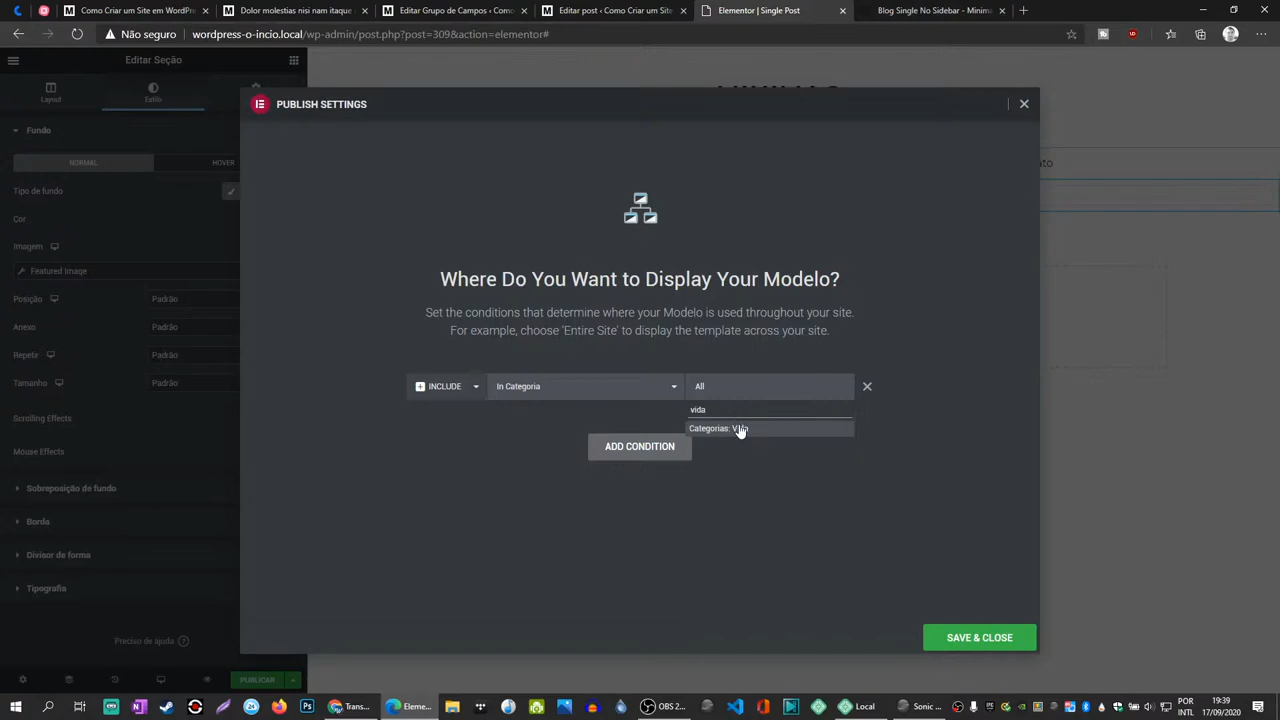 Como Criar um Site em WordPr
Dolor molestias nisi nam itaque
Editar Grupo de Campos ‹ Como
Editar post ‹ Como Criar um Site
Elementor | Single Post
Blog Single No Sidebar - Minima
Não seguro
wordpress-o-incio.local/wp-admin/post.php?post=309&action=elementor#
Editar Seção
Layout
Estilo
Fundo
NORMAL
HOVER
Tipo de fundo
Cor
Imagem
Featured Image
Posição
Padrão
Anexo
Padrão
Repetir
Padrão
Tamanho
Padrão
Scrolling Effects
Mouse Effects
Sobreposição de fundo
Borda
Divisor de forma
Tipografia
Preciso de ajuda
PUBLICAR
PUBLISH SETTINGS
Where Do You Want to Display Your Modelo?
Set the conditions that determine where your Modelo is used throughout your site.
For example, choose 'Entire Site' to display the template across your site.
INCLUDE
In Categoria
All
vida
Categorias: Vida
ADD CONDITION
SAVE & CLOSE
Trans...
Eleme...
OBS 2...
Local
Sonic ...
POR
INTL
19:39
17/09/2020